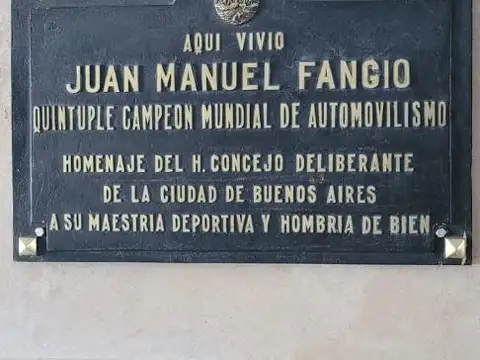 AQUI VIVIO
JUAN MANUEL FANGIO
QUINTUPLE CAMPEON MUNDIAL DE AUTOMOVILISMO
HOMENAJE DEL H. CONCEJO DELIBERANTE
DE LA CIUDAD DE BUENOS AIRES
A SU MAESTRIA DEPORTIVA Y HOMBRIA DE BIEN